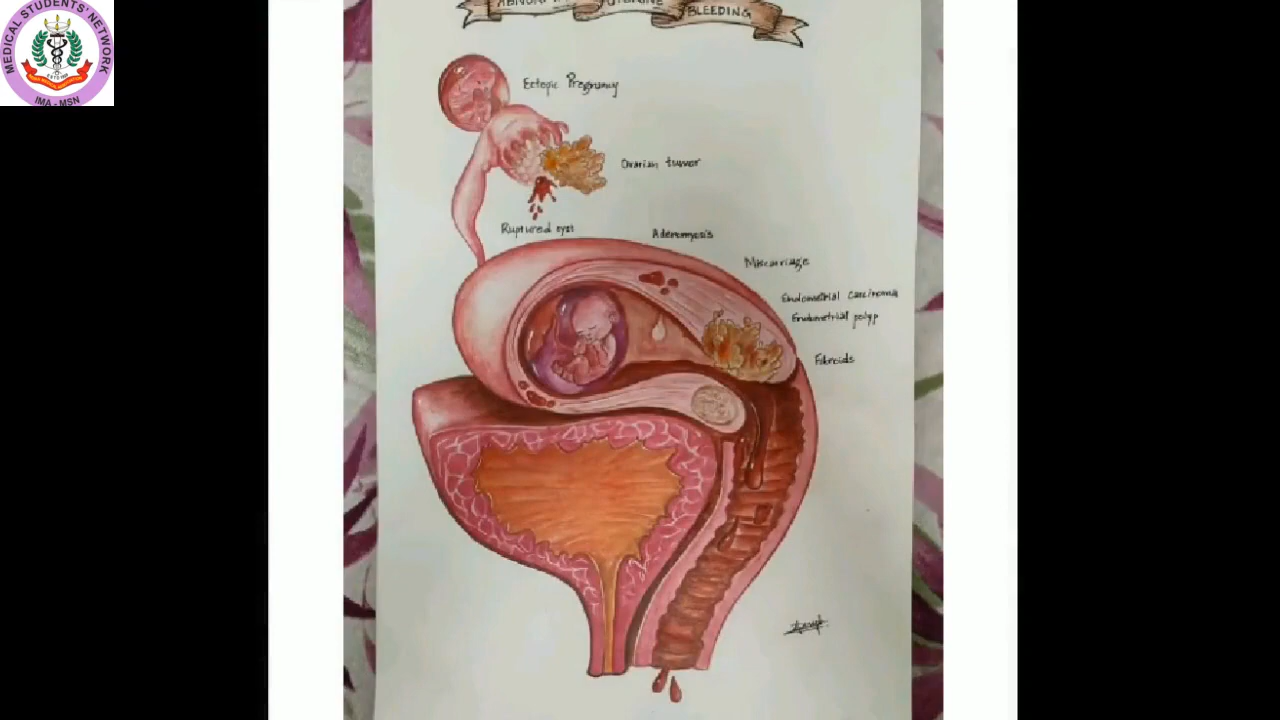 MEDICAL STUDENTS' NETWORK
IMA - MSN
UTERINE
BLEEDING
Ectopic Pregnancy
Ovarian tumor
Ruptured cyst
Adenomyosis
Miscarriage
Endometrial Carcinoma
Endometrial polyp
Fibroids